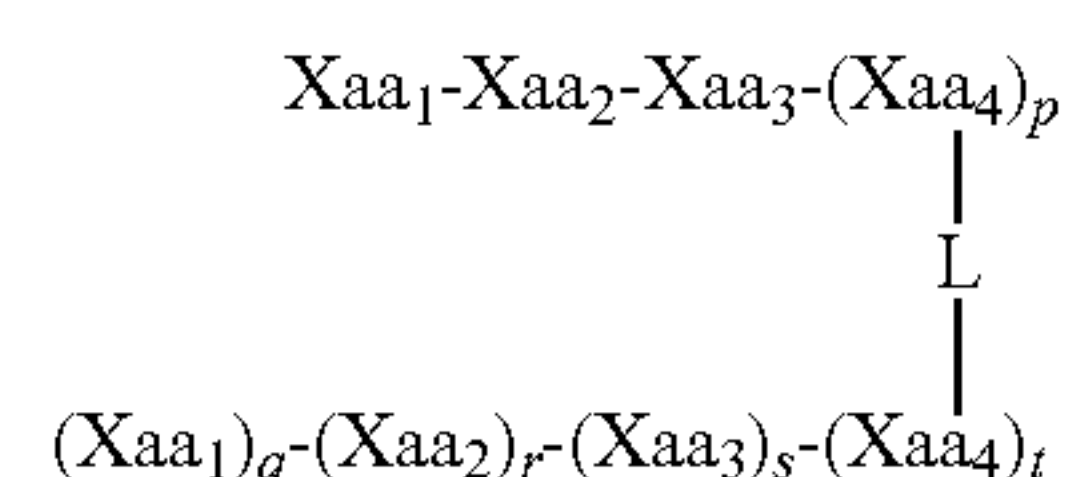 Xaa₁-Xaa₂-Xaa₃-(Xaa₄)ₚ
L
(Xaa₁)q-(Xaa₂)ᵣ-(Xaa₃)ₛ-(Xaa₄)ₜ